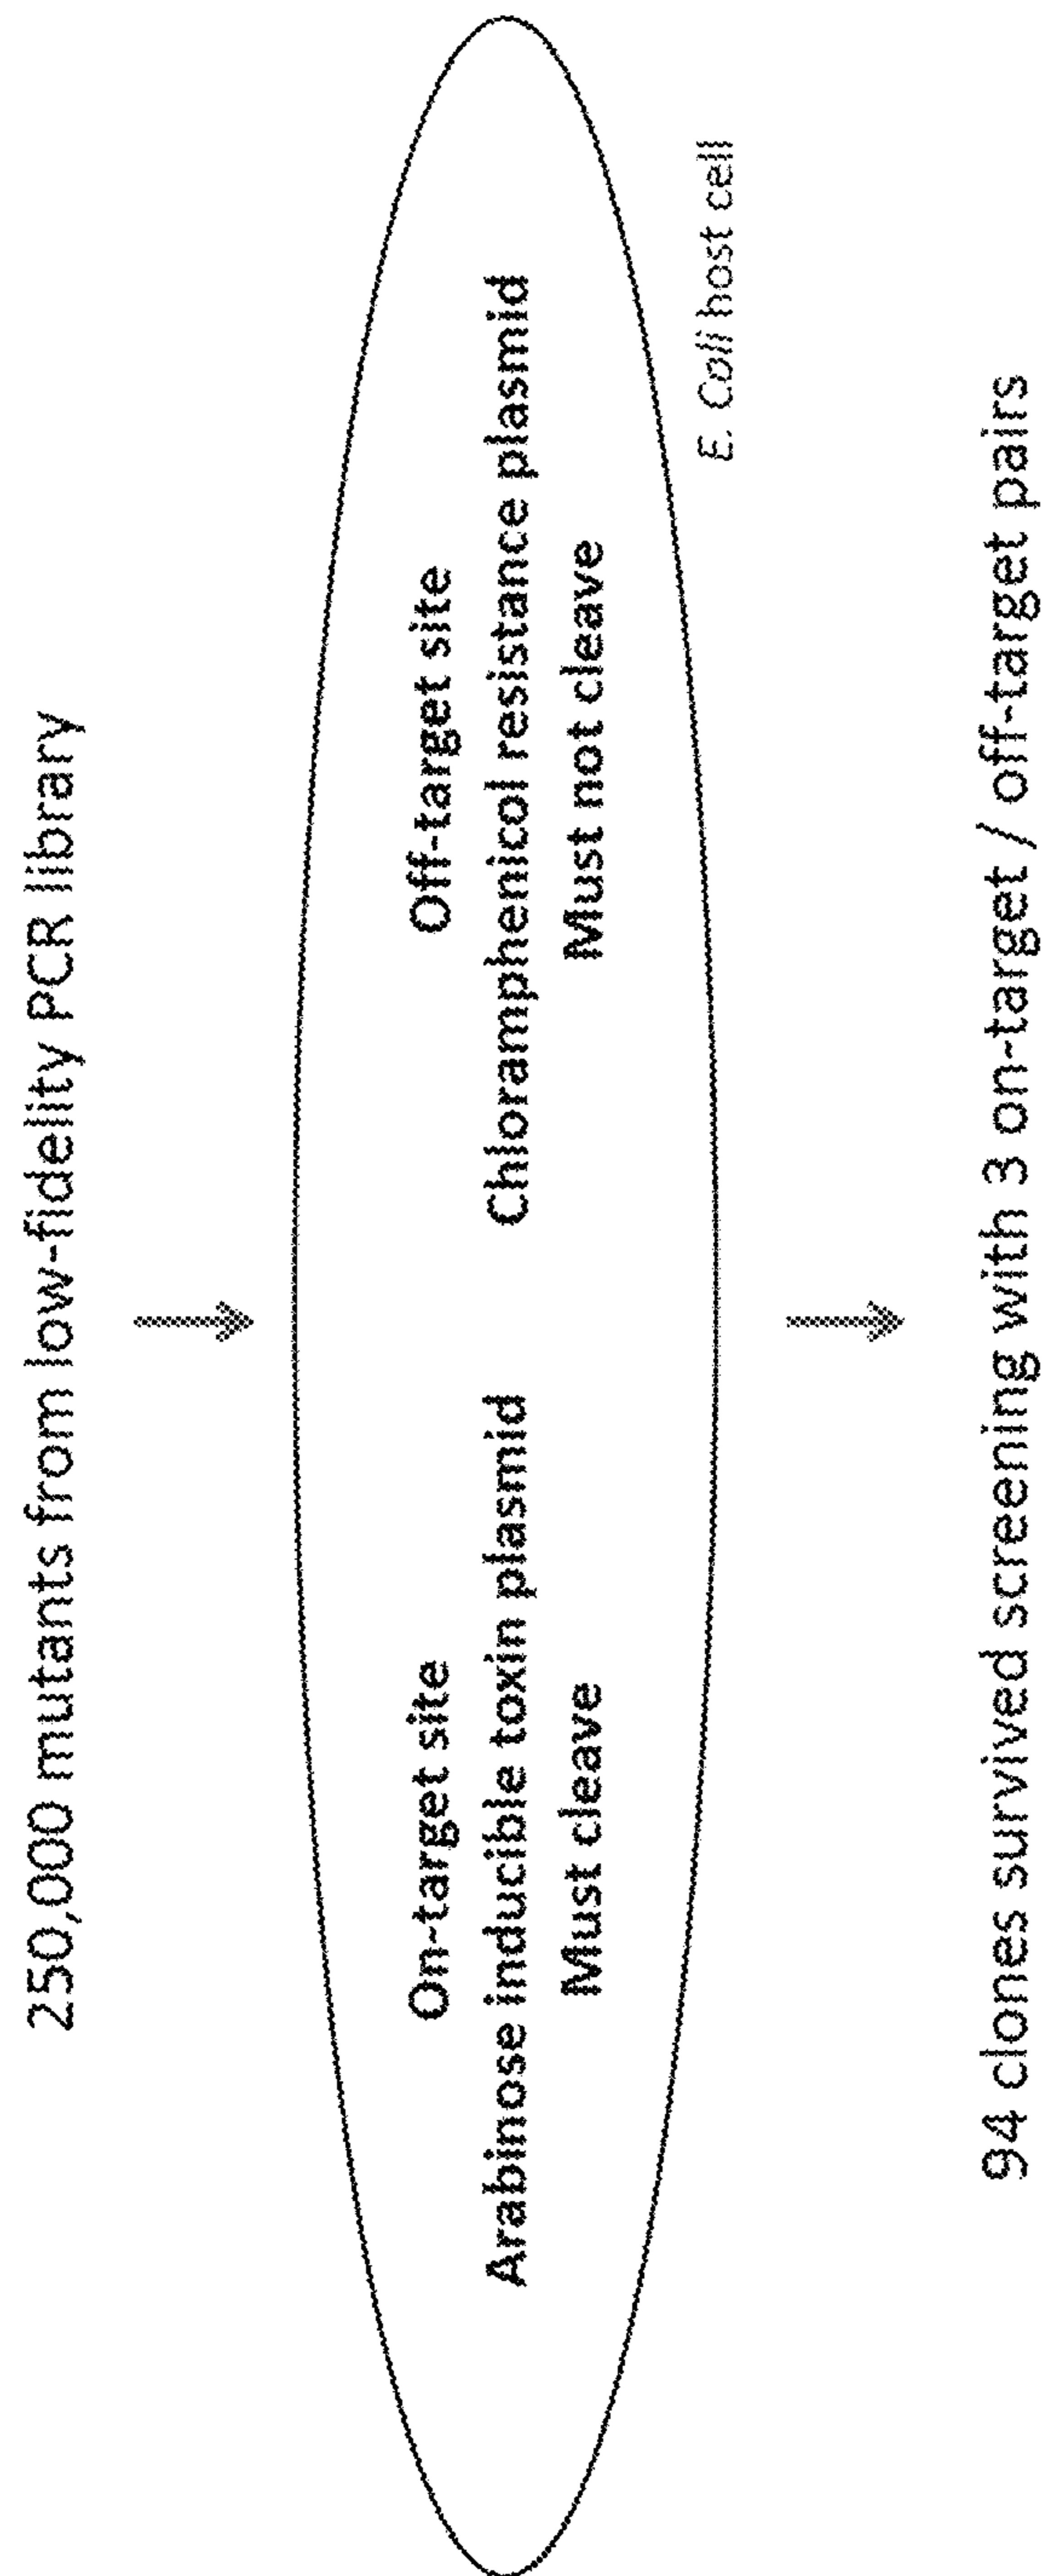 250,000 mutants from low-fidelity PCR library
On-target site
Arabinose inducible toxin plasmid
Must cleave
Off-target site
Chloramphenicol resistance plasmid
Must not cleave
E. Coli host cell
94 clones survived screening with 3 on-target / off-target pairs